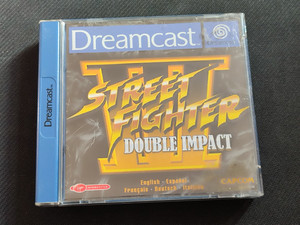 Dreamcast
Dreamcast
III
STREET
FIGHTER
DOUBLE IMPACT
English - Español
Français - Deutsch - Italiano
CAPCOM